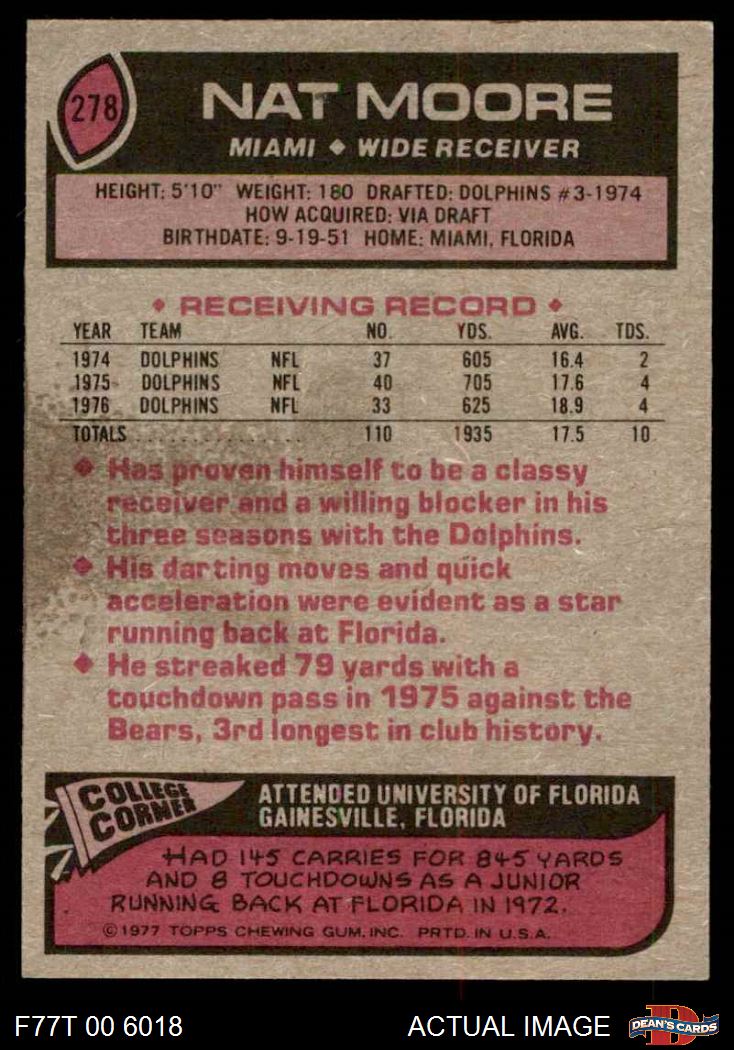 278
NAT MOORE
MIAMI ◆ WIDE RECEIVER
HEIGHT: 5'10" WEIGHT: 180 DRAFTED: DOLPHINS #3-1974
HOW ACQUIRED: VIA DRAFT
BIRTHDATE: 9-19-51 HOME: MIAMI, FLORIDA
◆ RECEIVING RECORD ◆
YEAR TEAM NO. YDS. AVG. TDS.
1974 DOLPHINS NFL 37 605 16.4 2
1975 DOLPHINS NFL 40 705 17.6 4
1976 DOLPHINS NFL 33 625 18.9 4
TOTALS.................. 110 1935 17.5 10
◆ Has proven himself to be a classy
receiver and a willing blocker in his
three seasons with the Dolphins.
◆ His darting moves and quick
acceleration were evident as a star
running back at Florida.
◆ He streaked 79 yards with a
touchdown pass in 1975 against the
Bears, 3rd longest in club history.
COLLEGE
CORNER
ATTENDED UNIVERSITY OF FLORIDA
GAINESVILLE, FLORIDA
HAD 145 CARRIES FOR 845 YARDS
AND 8 TOUCHDOWNS AS A JUNIOR
RUNNING BACK AT FLORIDA IN 1972.
©1977 TOPPS CHEWING GUM, INC. PRTD. IN U.S.A.
F77T 00 6018
ACTUAL IMAGE
D
DEAN'S CARDS